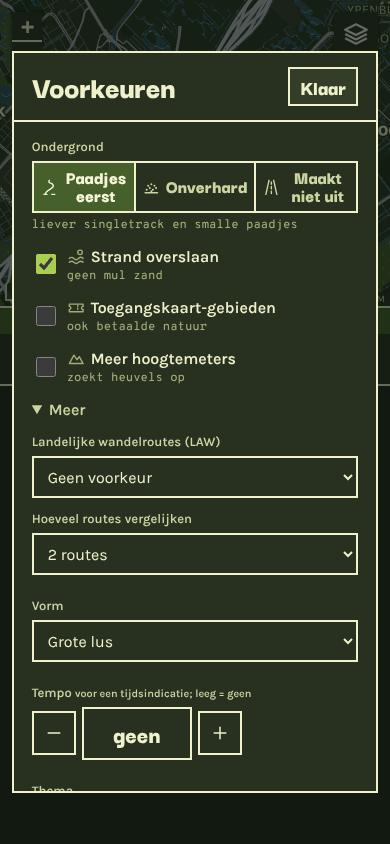 Voorkeuren
Klaar
Ondergrond
Paadjes eerst
Onverhard
Maakt niet uit
liever singletrack en smalle paadjes
Strand overslaan
geen mul zand
Toegangskaart-gebieden
ook betaalde natuur
Meer hoogtemeters
zoekt heuvels op
▼ Meer
Landelijke wandelroutes (LAW)
Geen voorkeur
Hoeveel routes vergelijken
2 routes
Vorm
Grote lus
Tempo voor een tijdsindicatie; leeg = geen
− geen +
Thema